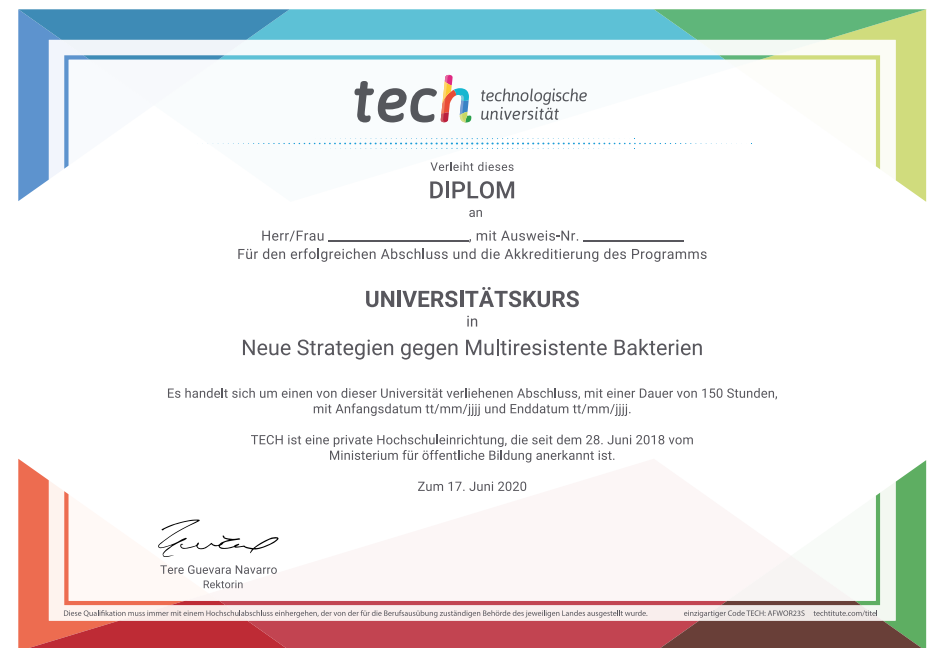 tech technologische
universität
Verleiht dieses
DIPLOM
an
Herr/Frau ____________________, mit Ausweis-Nr. ______________
Für den erfolgreichen Abschluss und die Akkreditierung des Programms
UNIVERSITÄTSKURS
in
Neue Strategien gegen Multiresistente Bakterien
Es handelt sich um einen von dieser Universität verliehenen Abschluss, mit einer Dauer von 150 Stunden,
mit Anfangsdatum tt/mm/jjjj und Enddatum tt/mm/jjjj.
TECH ist eine private Hochschuleinrichtung, die seit dem 28. Juni 2018 vom
Ministerium für öffentliche Bildung anerkannt ist.
Zum 17. Juni 2020
Tere Guevara Navarro
Rektorin
Diese Qualifikation muss immer mit einem Hochschulabschluss einhergehen, der von der für die Berufsausübung zuständigen Behörde des jeweiligen Landes ausgestellt wurde. einzigartiger Code TECH: AFWOR23S techtitute.com/titel